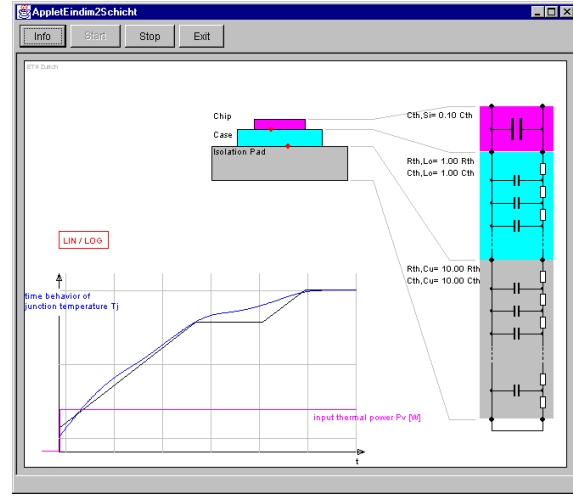 AppletEindim2Schicht
Info
Start
Stop
Exit
ETH Zürich
Chip
Case
Isolation Pad
Cth,Si= 0.10 Cth
Rth,Lo= 1.00 Rth
Cth,Lo= 1.00 Cth
Rth,Cu= 10.00 Rth
Cth,Cu= 10.00 Cth
LIN / LOG
time behavior of
junction temperature Tj
input thermal power Pv [W]
t